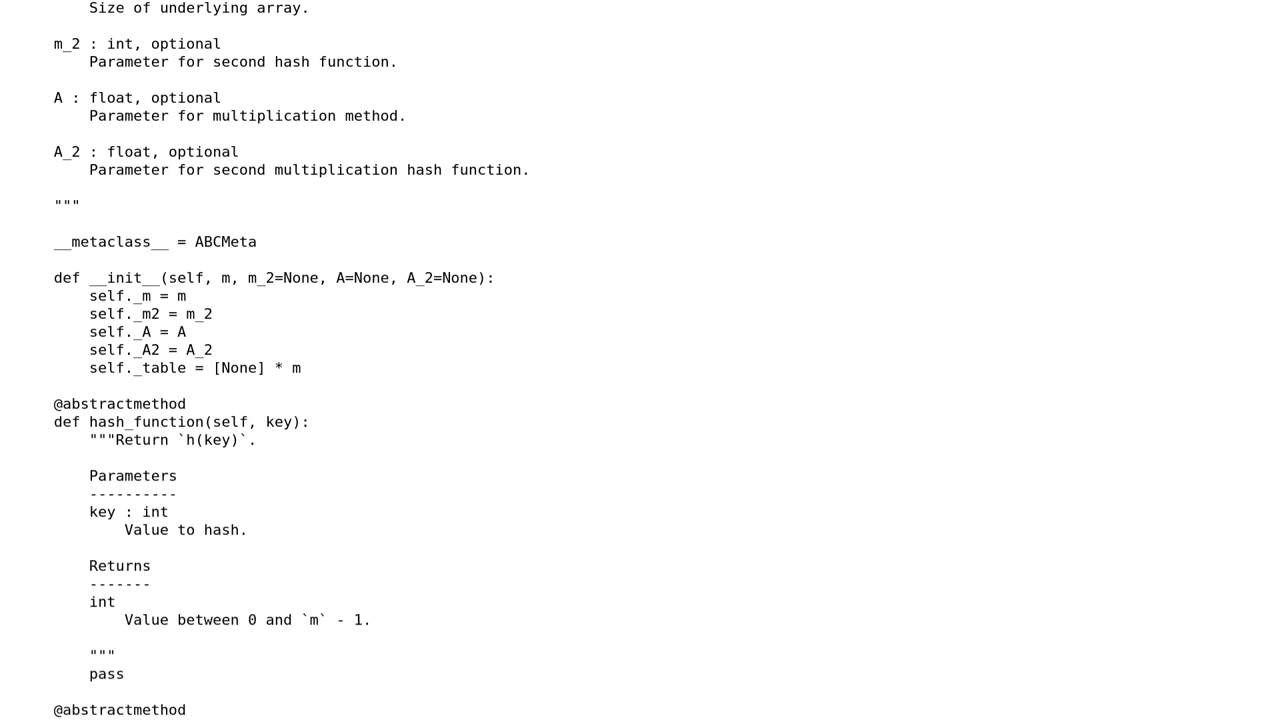 Size of underlying array.
m_2 : int, optional
Parameter for second hash function.
A : float, optional
Parameter for multiplication method.
A_2 : float, optional
Parameter for second multiplication hash function.
"""
__metaclass__ = ABCMeta
def __init__(self, m, m_2=None, A=None, A_2=None):
self._m = m
self._m2 = m_2
self._A = A
self._A2 = A_2
self._table = [None] * m
@abstractmethod
def hash_function(self, key):
"""Return `h(key)`.
Parameters
----------
key : int
Value to hash.
Returns
-------
int
Value between 0 and `m` - 1.
"""
pass
@abstractmethod